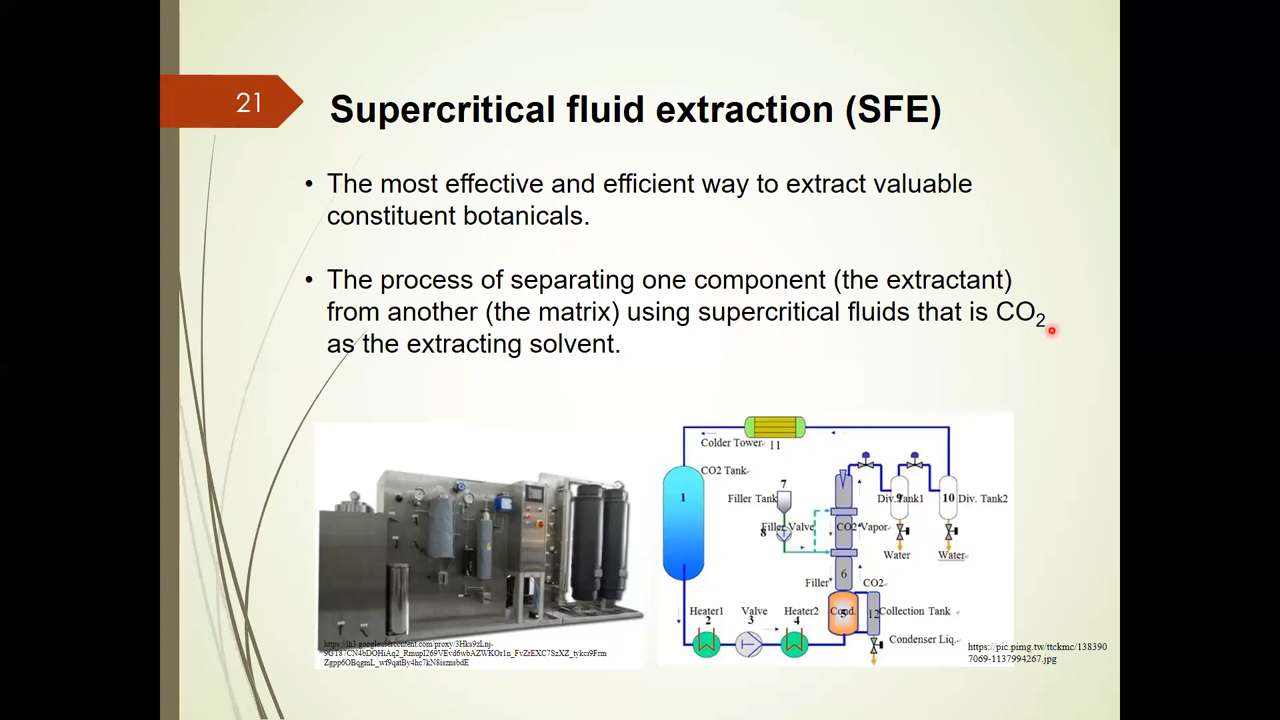 21
Supercritical fluid extraction (SFE)
• The most effective and efficient way to extract valuable
constituent botanicals.
• The process of separating one component (the extractant)
from another (the matrix) using supercritical fluids that is CO₂
as the extracting solvent.
Colder Tower
11
CO2 Tank
1
7
Filler Tank
Filler Valve
8
CO2 Vapor
Div. Tank1
9
10
Div. Tank2
Water
Water
Filler
6
CO2
Heater1
Valve
Heater2
Cond.
5
12
Collection Tank
2
3
4
Condenser Liq.
https://pic.pimg.tw/ttckmc/138390
7069-1137994267.jpg